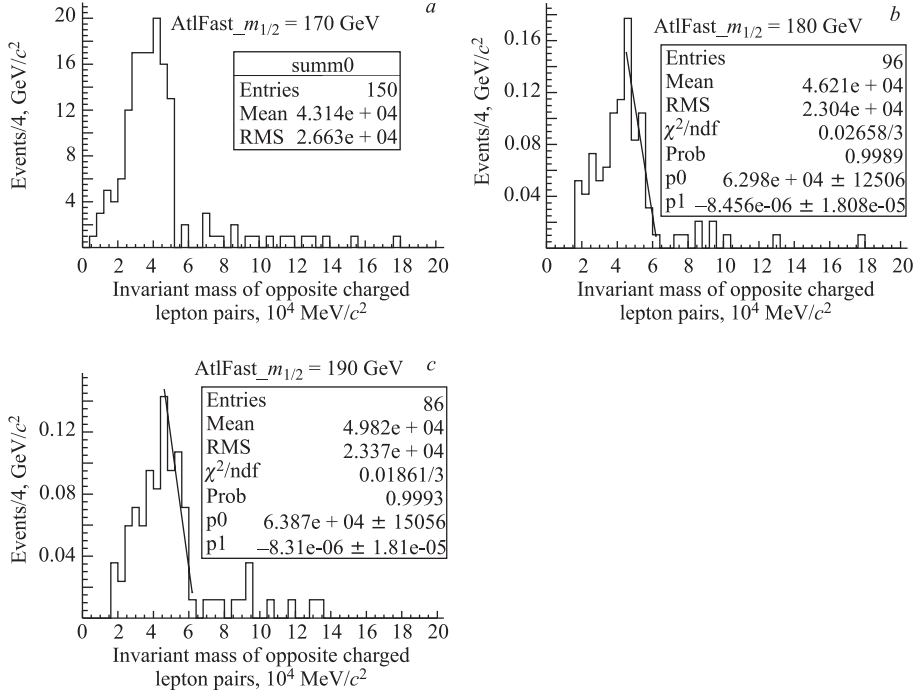 a
AtlFast_m1/2 = 170 GeV
summ0
Entries 150
Mean 4.314e + 04
RMS 2.663e + 04
Events/4, GeV/c²
20
16
12
8
4
0 2 4 6 8 10 12 14 16 18 20
Invariant mass of opposite charged
lepton pairs, 10⁴ MeV/c²
b
AtlFast_m1/2 = 180 GeV
Entries 96
Mean 4.621e + 04
RMS 2.304e + 04
χ²/ndf 0.02658/3
Prob 0.9989
p0 6.298e + 04 ± 12506
p1 –8.456e-06 ± 1.808e-05
Events/4, GeV/c²
0.16
0.12
0.08
0.04
0 2 4 6 8 10 12 14 16 18 20
Invariant mass of opposite charged
lepton pairs, 10⁴ MeV/c²
AtlFast_m1/2 = 190 GeV c
Entries 86
Mean 4.982e + 04
RMS 2.337e + 04
χ²/ndf 0.01861/3
Prob 0.9993
p0 6.387e + 04 ± 15056
p1 –8.31e-06 ± 1.81e-05
Events/4, GeV/c²
0.12
0.08
0.04
0 2 4 6 8 10 12 14 16 18 20
Invariant mass of opposite charged
lepton pairs, 10⁴ MeV/c²